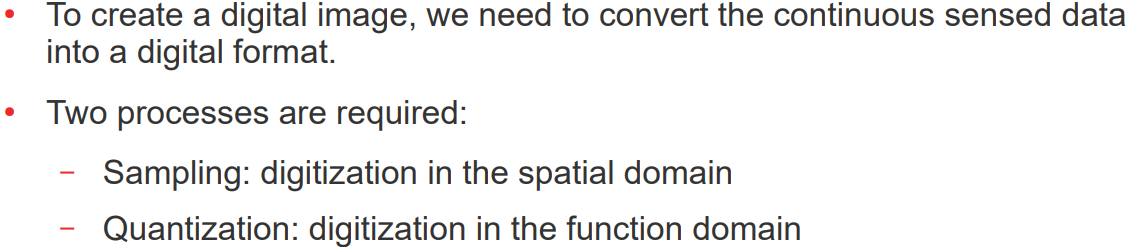 • To create a digital image, we need to convert the continuous sensed data
into a digital format.
• Two processes are required:
– Sampling: digitization in the spatial domain
– Quantization: digitization in the function domain